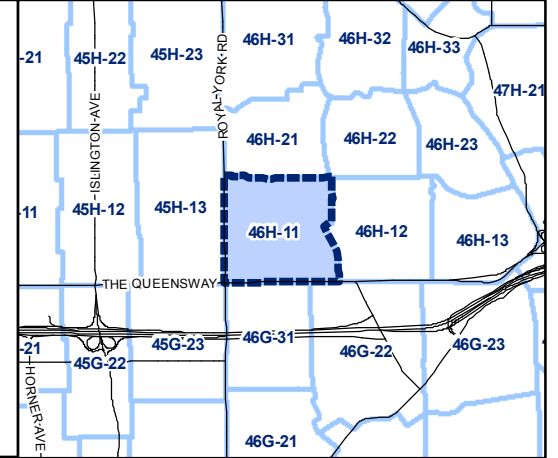 46H-31
46H-32
46H-33
-21
45H-22
45H-23
47H-21
ROYAL-YORK-RD
ISLINGTON-AVE
46H-21
46H-22
46H-23
-11
45H-12
45H-13
46H-11
46H-12
46H-13
THE QUEENSWAY
-21
45G-22
45G-23
46G-31
46G-22
46G-23
HORNER-AVE
46G-21